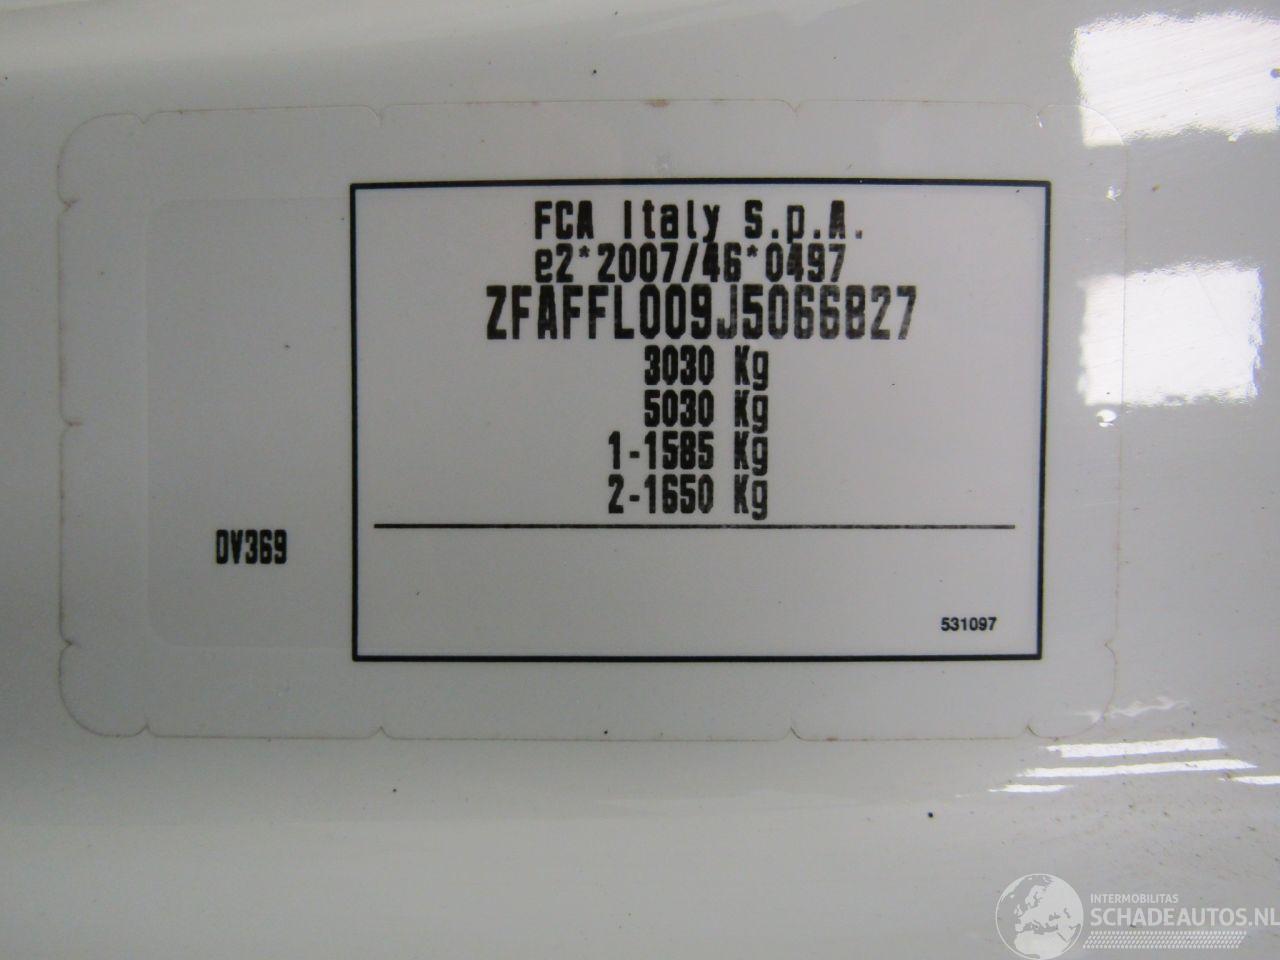 FCA Italy S.p.A.
e2*2007/46*0497
ZFAFFL009J5066827
3030 Kg
5030 Kg
1-1585 Kg
2-1650 Kg
DV369
531097
INTERMOBILITAS
SCHADEAUTOS.NL